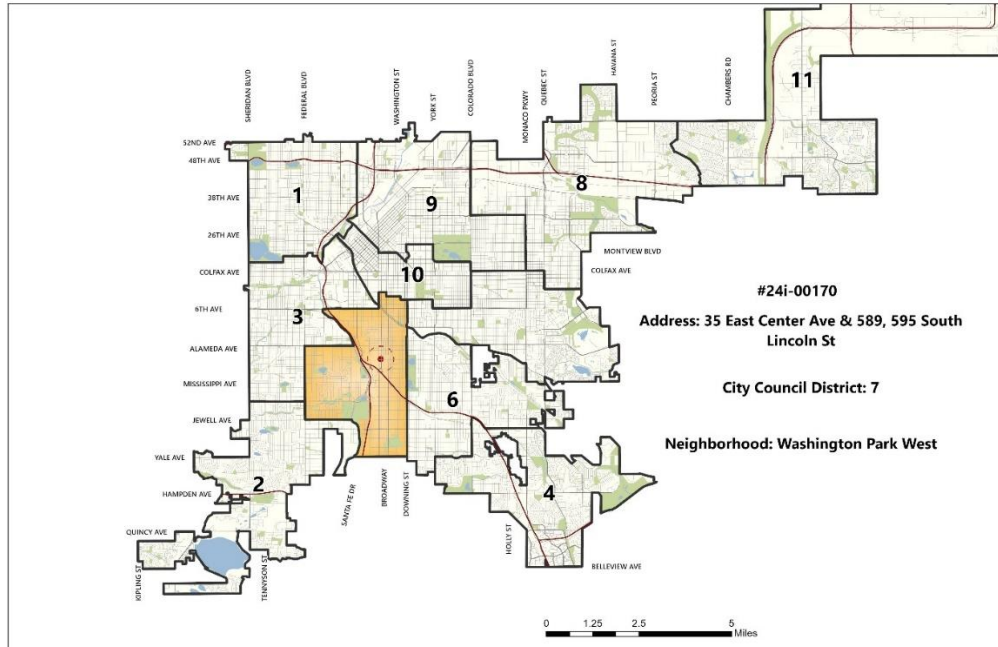 11
SHERIDAN BLVD
FEDERAL BLVD
WASHINGTON ST
YORK ST
COLORADO BLVD
MONACO PKWY
QUEBEC ST
HAVANA ST
PEORIA ST
CHAMBERS RD
52ND AVE
48TH AVE
8
1
38TH AVE
9
26TH AVE
MONTVIEW BLVD
COLFAX AVE
COLFAX AVE
10
#24i-00170
6TH AVE
3
Address: 35 East Center Ave & 589, 595 South
Lincoln St
ALAMEDA AVE
MISSISSIPPI AVE
City Council District: 7
6
JEWELL AVE
Neighborhood: Washington Park West
YALE AVE
2
HAMPDEN AVE
4
SANTA FE DR
BROADWAY
DOWNING ST
QUINCY AVE
HOLLY ST
KIPLING ST
TENNYSON ST
BELLEVIEW AVE
0 1.25 2.5 5
Miles